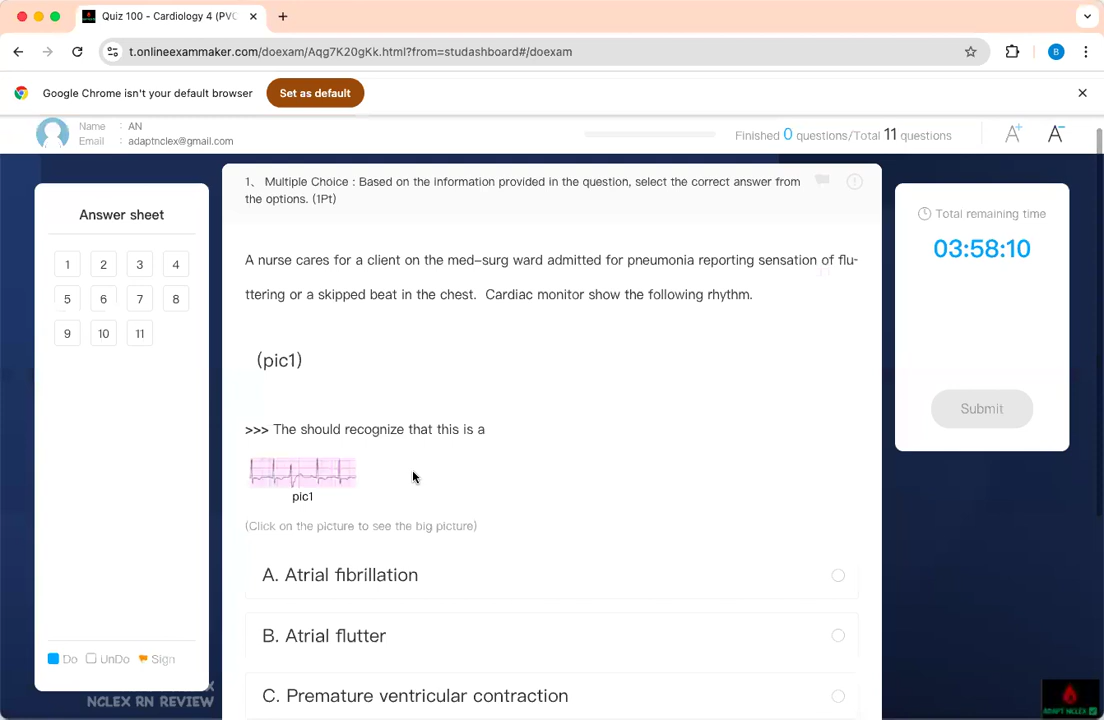 Quiz 100 - Cardiology 4 (PVC
t.onlineexammaker.com/doexam/Aqg7K20gKk.html?from=studashboard#/doexam
B
Google Chrome isn't your default browser
Set as default
Name : AN
Email : adaptnclex@gmail.com
Finished 0 questions/Total 11 questions
A+ A-
Answer sheet
1 2 3 4
5 6 7 8
9 10 11
Do UnDo Sign
NCLEX RN REVIEW
1、 Multiple Choice : Based on the information provided in the question, select the correct answer from
the options. (1Pt)
A nurse cares for a client on the med-surg ward admitted for pneumonia reporting sensation of flu-
ttering or a skipped beat in the chest. Cardiac monitor show the following rhythm.
(pic1)
>>> The should recognize that this is a
pic1
(Click on the picture to see the big picture)
A. Atrial fibrillation
B. Atrial flutter
C. Premature ventricular contraction
Total remaining time
03:58:10
Submit
ADAPT NCLEX